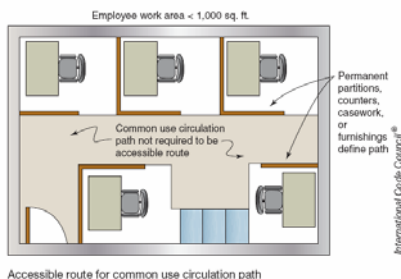 Employee work area < 1,000 sq. ft.
Permanent
partitions,
counters,
casework,
or
furnishings
define path
Common use circulation
path not required to be
accessible route
International Code Council®
Accessible route for common use circulation path